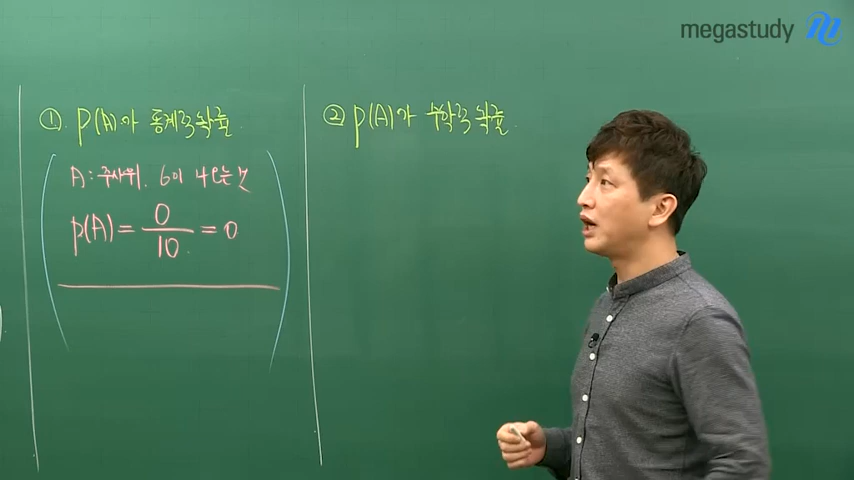 megastudy
①. P(A)가 통계적 확률.
A : 주사위. 6이 나오는 것
P(A) = 0/10 = 0
② P(A)가 수학적 확률.